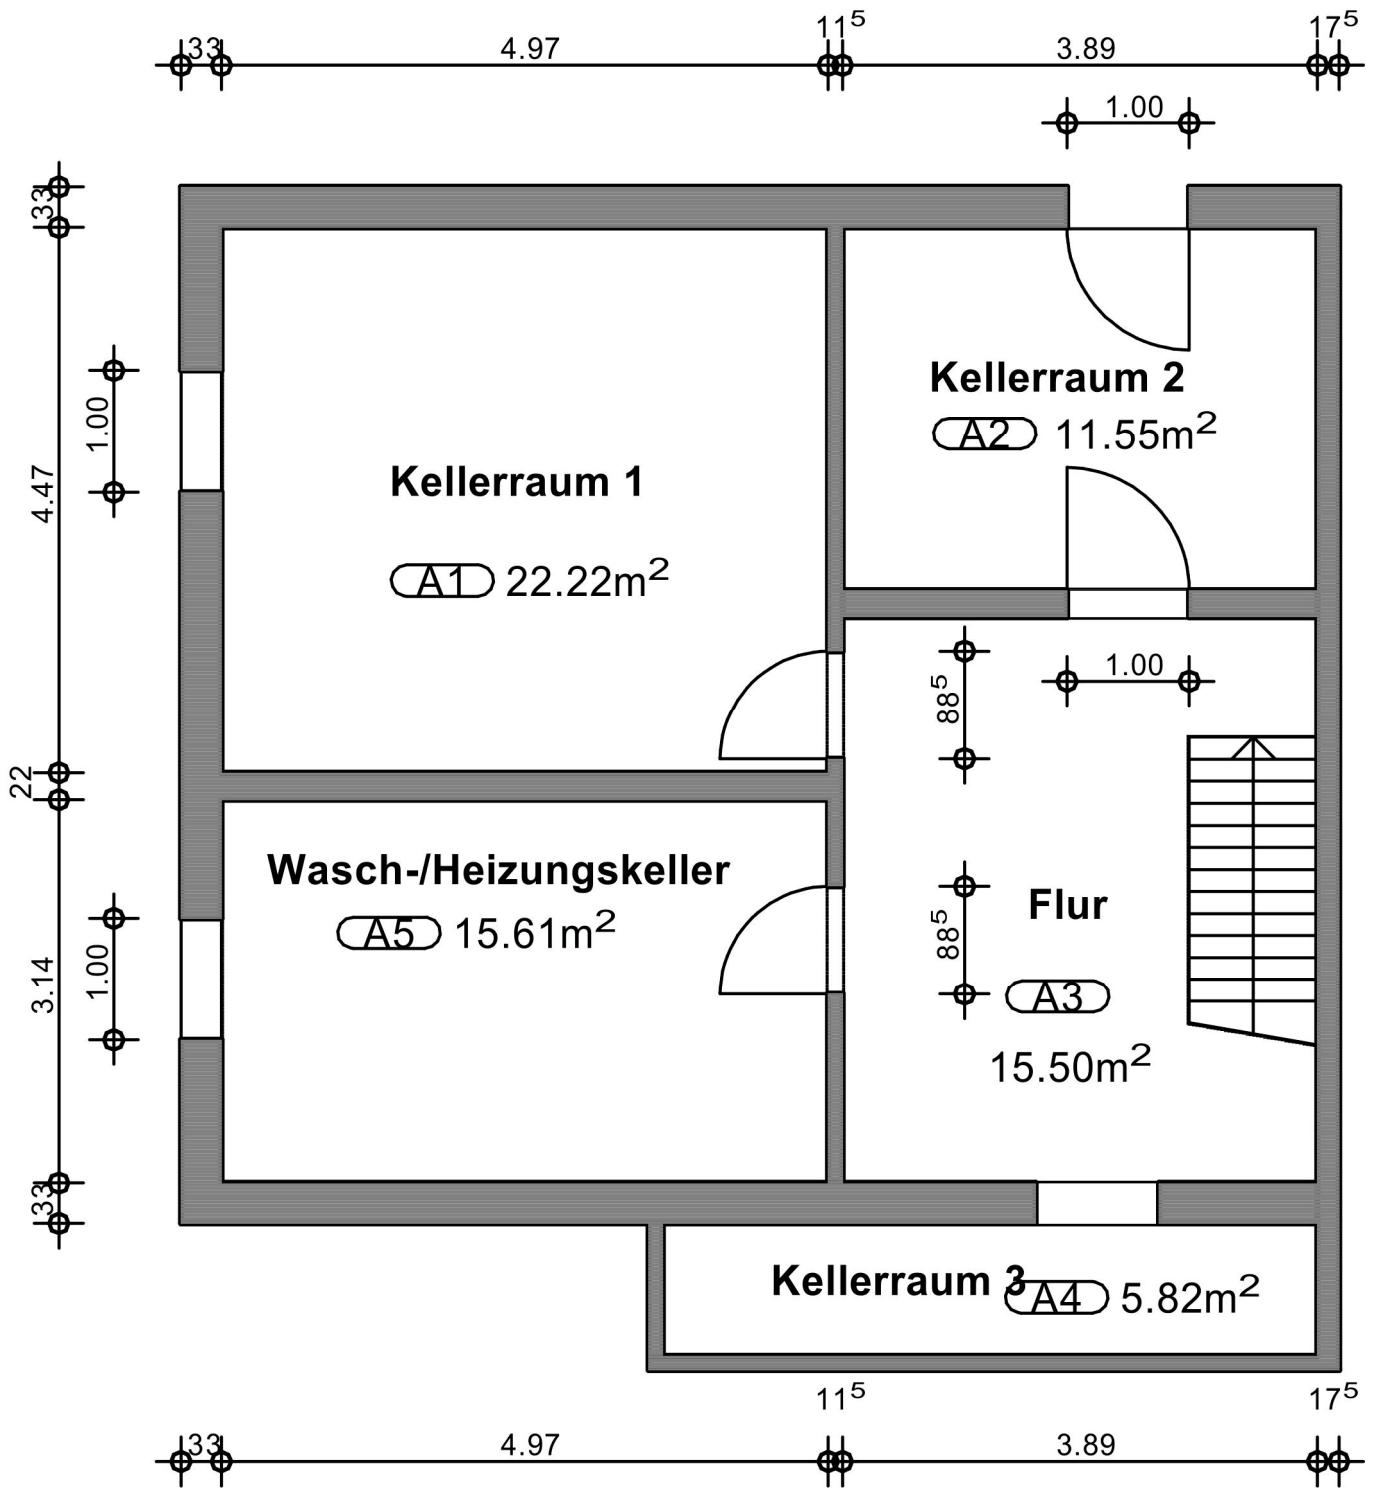 11⁵ 17⁵
33 4.97 3.89
1.00
33
Kellerraum 2
A2 11.55m²
1.00
4.47
Kellerraum 1
A1 22.22m²
88⁵
1.00
22
Wasch-/Heizungskeller
A5 15.61m²
Flur
88⁵
1.00
3.14
A3
15.50m²
33
Kellerraum 3 A4 5.82m²
11⁵ 17⁵
33 4.97 3.89